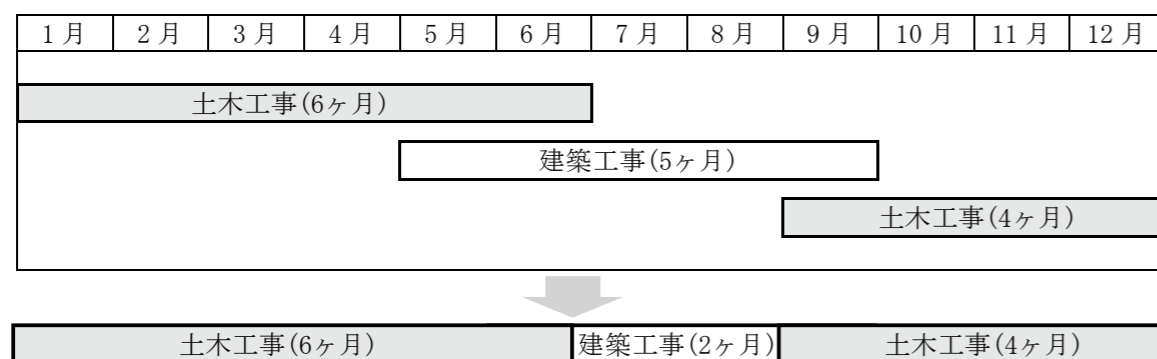 1月 2月 3月 4月 5月 6月 7月 8月 9月 10月 11月 12月
土木工事(6ヶ月)
建築工事(5ヶ月)
土木工事(4ヶ月)
土木工事(6ヶ月) 建築工事(2ヶ月) 土木工事(4ヶ月)